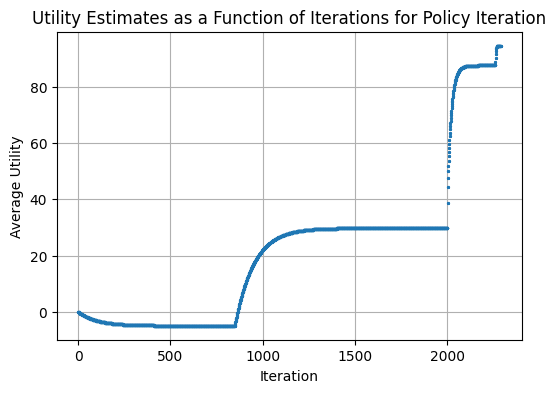 Utility Estimates as a Function of Iterations for Policy Iteration
80
60
40
20
0
Average Utility
0 500 1000 1500 2000
Iteration